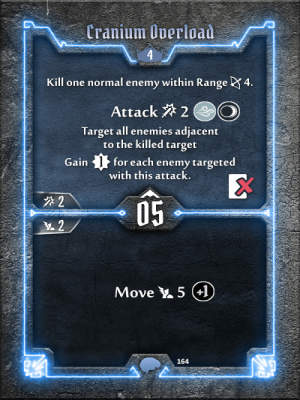 Cranium Overload
4
Kill one normal enemy within Range 4.
Attack 2
Target all enemies adjacent
to the killed target
Gain 1 for each enemy targeted
with this attack.
2
05
2
Move 5 +1
164